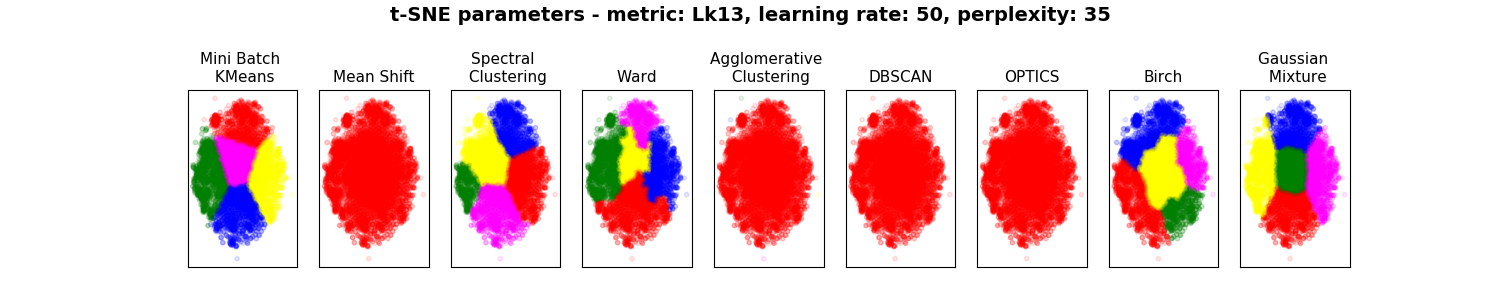 t-SNE parameters - metric: Lk13, learning rate: 50, perplexity: 35
Mini Batch
KMeans
Mean Shift
Spectral
Clustering
Ward
Agglomerative
Clustering
DBSCAN
OPTICS
Birch
Gaussian
Mixture